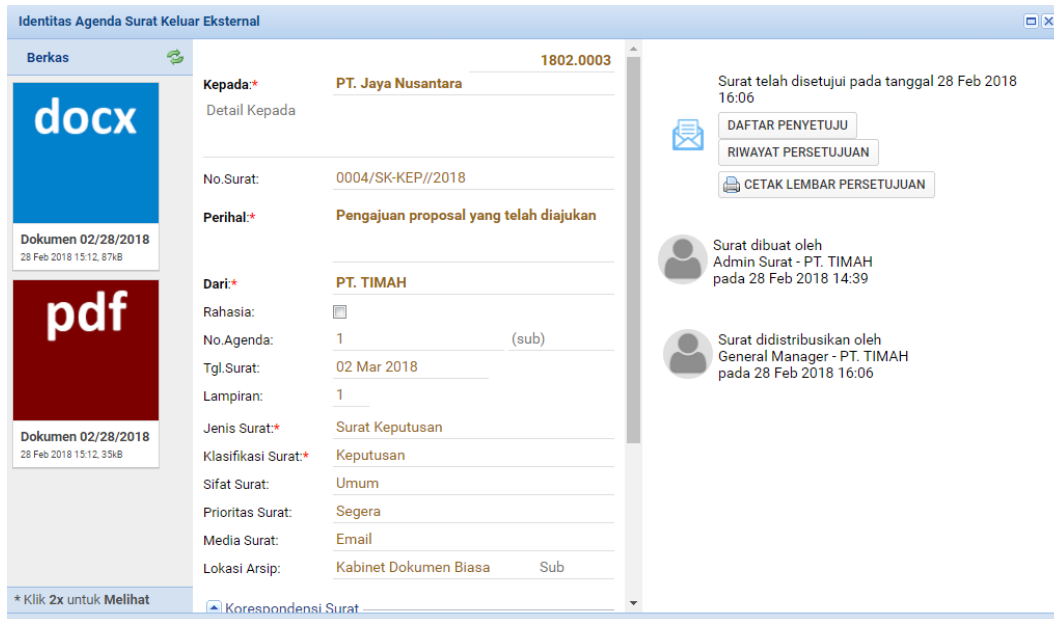 Identitas Agenda Surat Keluar Eksternal
Berkas
docx
Dokumen 02/28/2018
28 Feb 2018 15:12, 87kB
pdf
Dokumen 02/28/2018
28 Feb 2018 15:12, 35kB
* Klik 2x untuk Melihat
1802.0003
Kepada:* PT. Jaya Nusantara
Detail Kepada
No.Surat: 0004/SK-KEP//2018
Perihal:* Pengajuan proposal yang telah diajukan
Dari:* PT. TIMAH
Rahasia:
No.Agenda: 1 (sub)
Tgl.Surat: 02 Mar 2018
Lampiran: 1
Jenis Surat:* Surat Keputusan
Klasifikasi Surat:* Keputusan
Sifat Surat: Umum
Prioritas Surat: Segera
Media Surat: Email
Lokasi Arsip: Kabinet Dokumen Biasa Sub
Korespondensi Surat
Surat telah disetujui pada tanggal 28 Feb 2018
16:06
DAFTAR PENYETUJU
RIWAYAT PERSETUJUAN
CETAK LEMBAR PERSETUJUAN
Surat dibuat oleh
Admin Surat - PT. TIMAH
pada 28 Feb 2018 14:39
Surat didistribusikan oleh
General Manager - PT. TIMAH
pada 28 Feb 2018 16:06